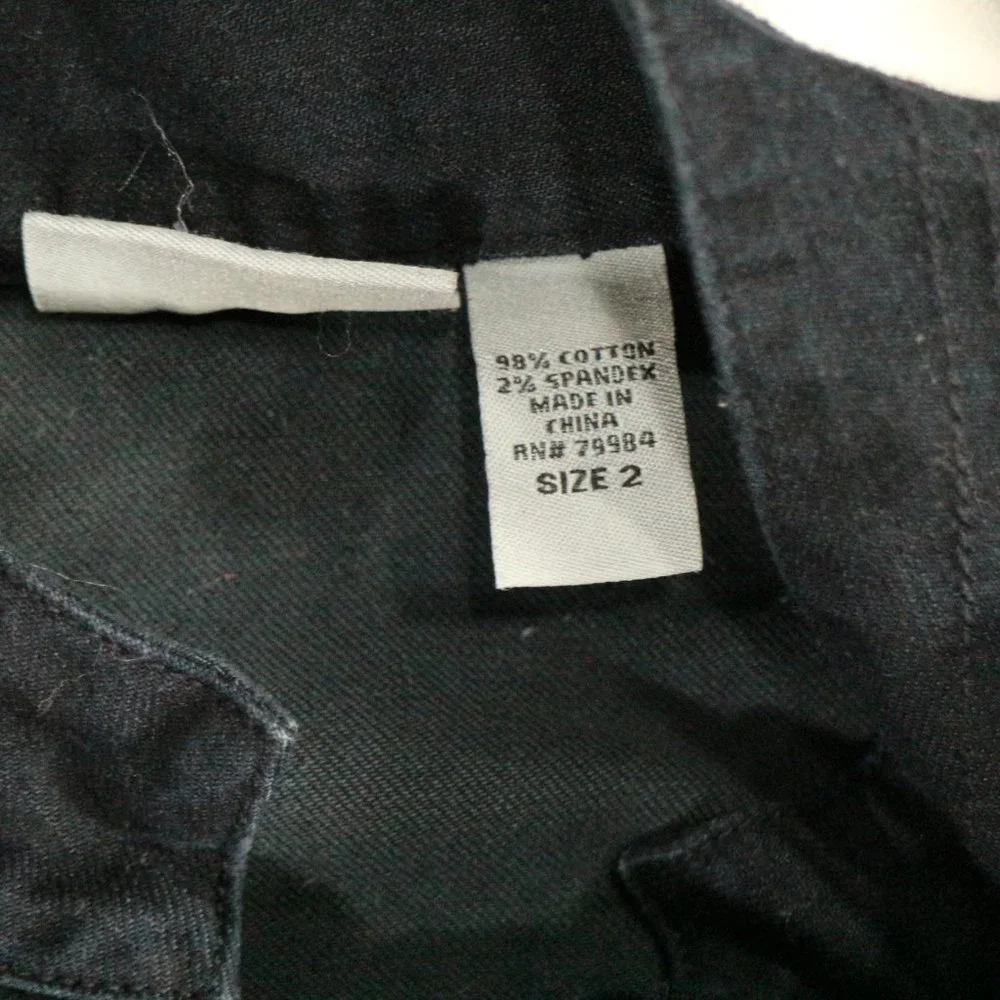 98% COTTON
2% SPANDEX
MADE IN
CHINA
RN# 79984
SIZE 2